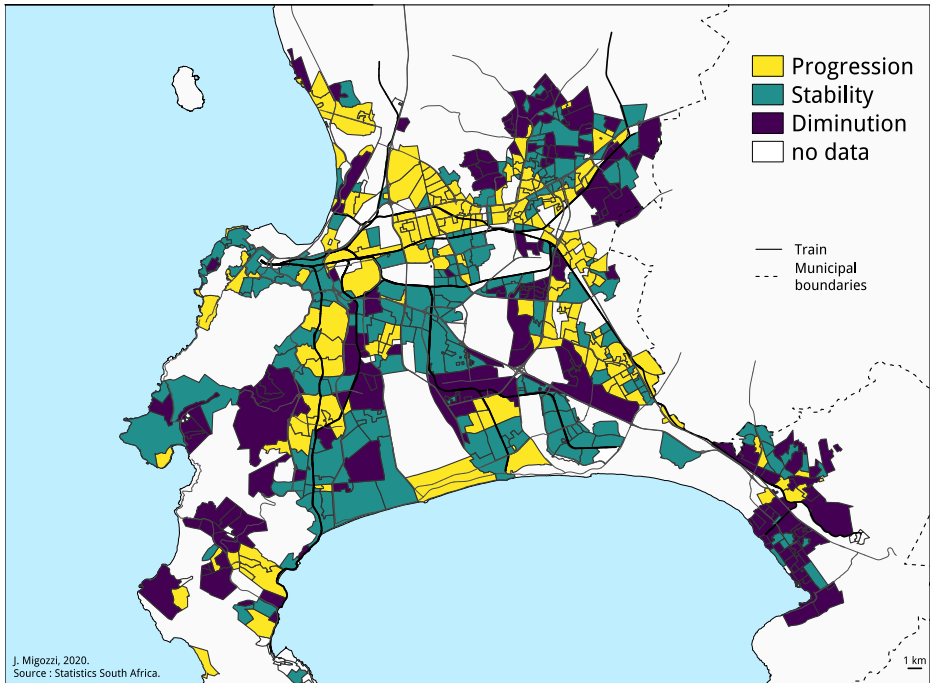 Progression
Stability
Diminution
no data
Train
Municipal
boundaries
J. Migozzi, 2020.
Source : Statistics South Africa.
1 km